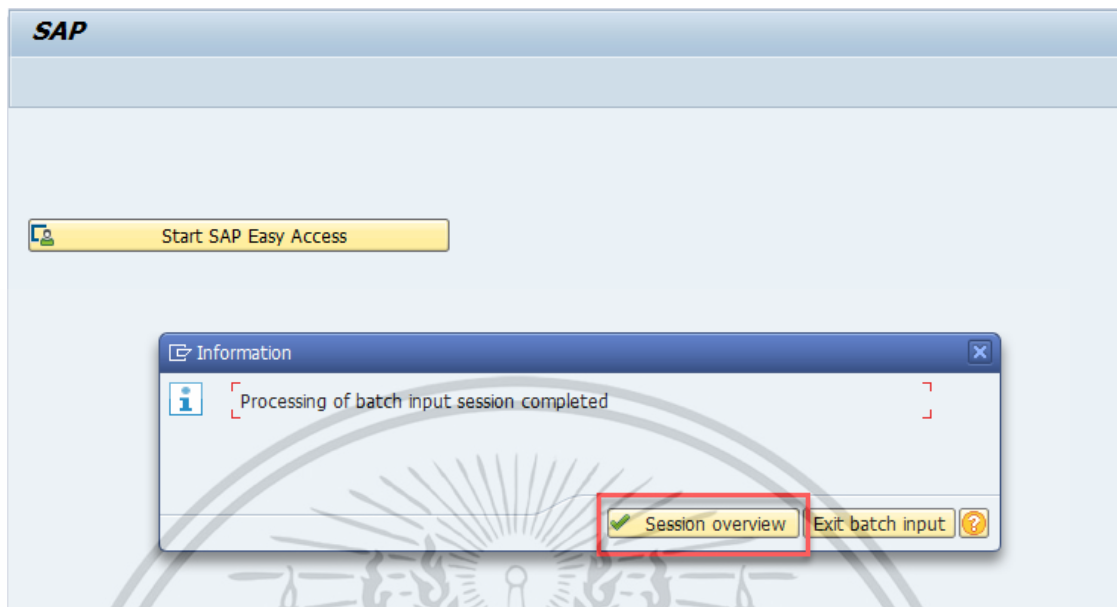 SAP
Start SAP Easy Access
Information
Processing of batch input session completed
Session overview Exit batch input